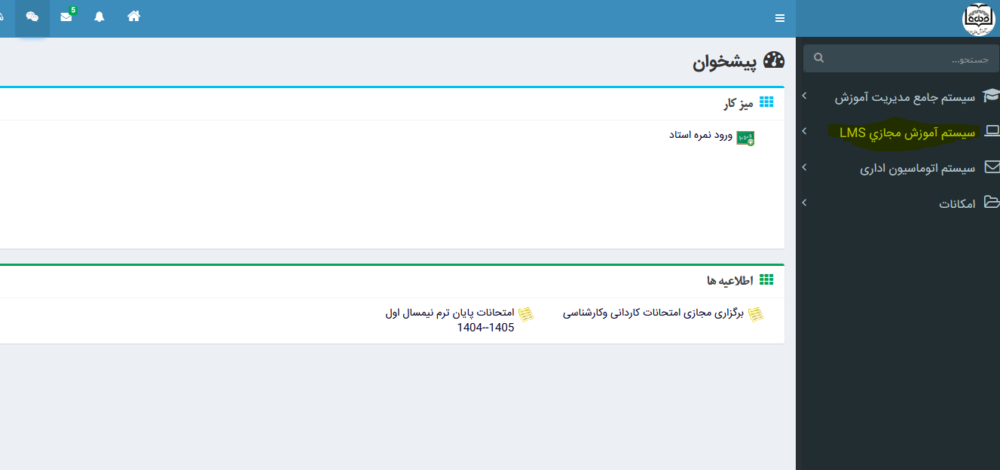 5
پیشخوان
جستجو...
سیستم جامع مدیریت آموزش
سیستم آموزش مجازي LMS
سیستم اتوماسیون اداری
امکانات
میز کار
ورود نمره استاد
اطلاعیه ها
برگزاری مجازی امتحانات کاردانی وکارشناسی
امتحانات پایان ترم نیمسال اول
1404--1405